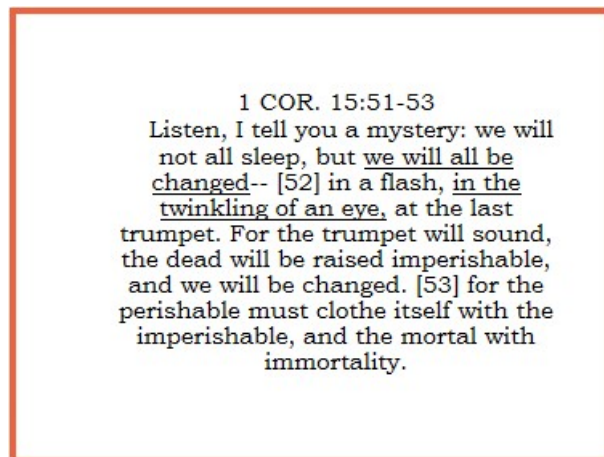 1 COR. 15:51-53
Listen, I tell you a mystery: we will
not all sleep, but we will all be
changed-- [52] in a flash, in the
twinkling of an eye, at the last
trumpet. For the trumpet will sound,
the dead will be raised imperishable,
and we will be changed. [53] for the
perishable must clothe itself with the
imperishable, and the mortal with
immortality.